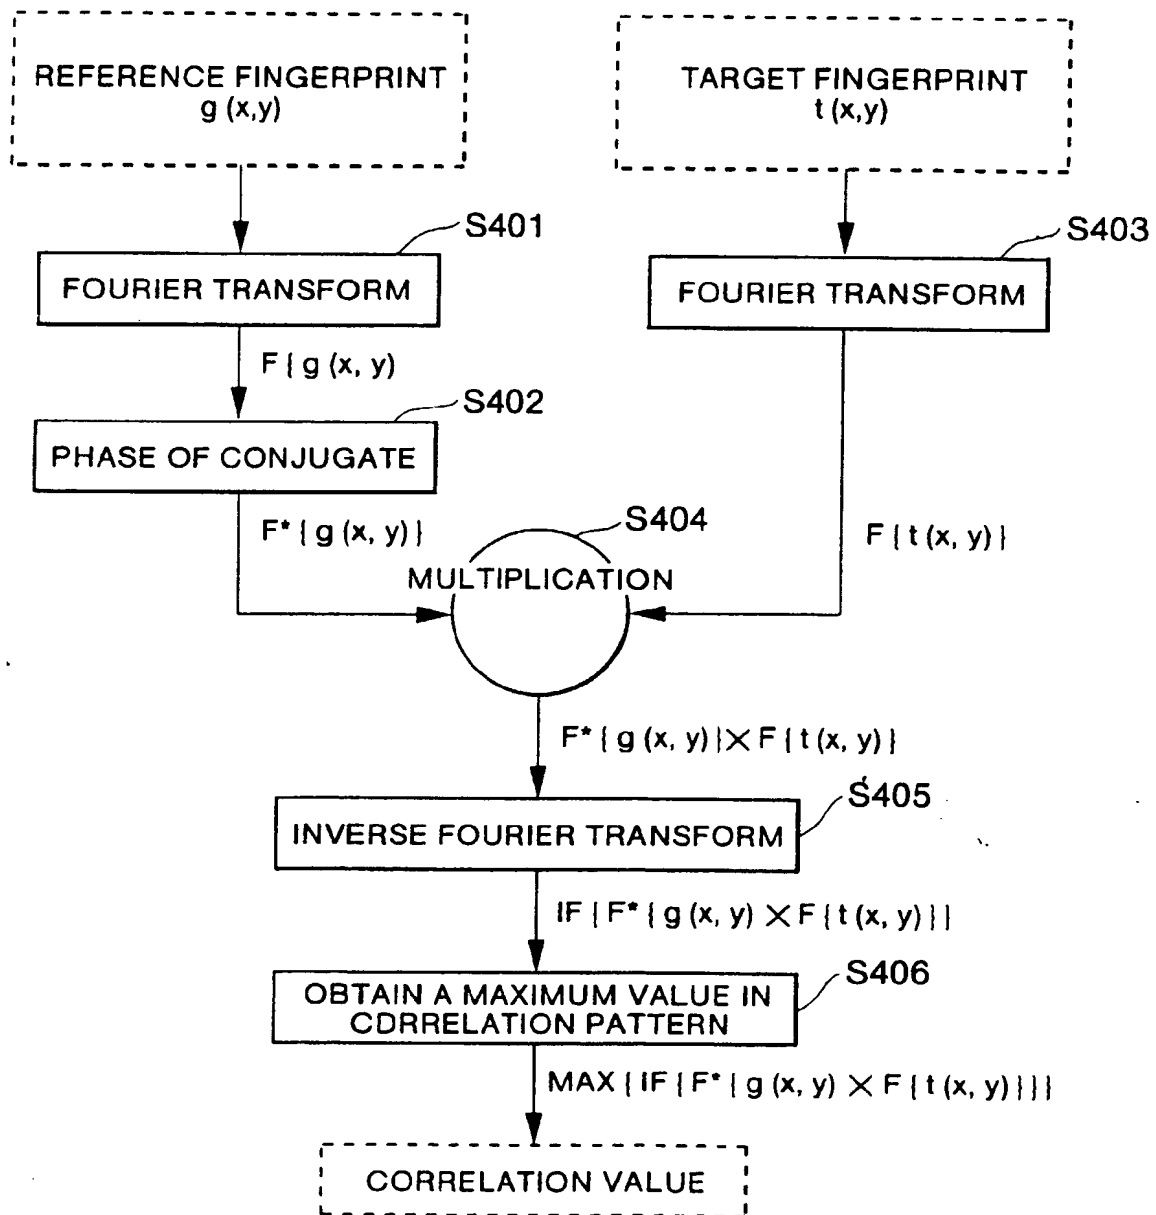 REFERENCE FINGERPRINT
g (x,y)
TARGET FINGERPRINT
t (x,y)
S401
FOURIER TRANSFORM
S403
FOURIER TRANSFORM
F { g (x, y)
S402
PHASE OF CONJUGATE
F* { g (x, y) }
F { t (x, y) }
S404
MULTIPLICATION
F* { g (x, y) } × F { t (x, y) }
S405
INVERSE FOURIER TRANSFORM
IF { F* { g (x, y) × F { t (x, y) } }
S406
OBTAIN A MAXIMUM VALUE IN
CDRRELATION PATTERN
MAX { IF { F* { g (x, y) × F { t (x, y) } } }
CORRELATION VALUE